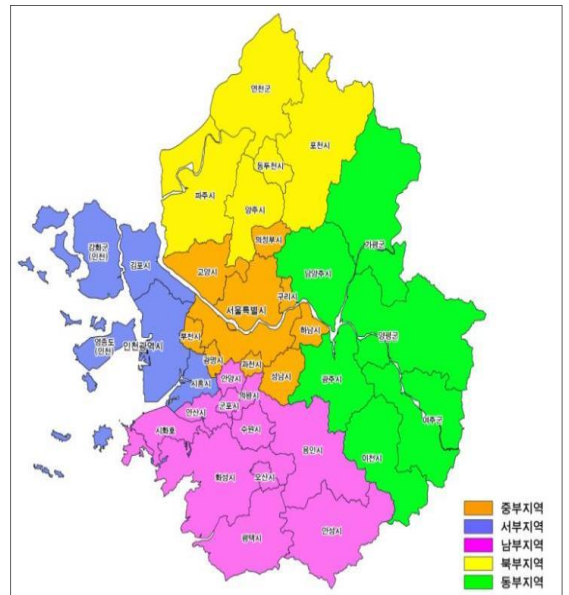 연천군
포천시
동두천시
파주시
양주시
의정부시
가평군
강화군
(인천)
김포시
고양시
남양주시
서울특별시
구리시
하남시
양평군
영종도
(인천)
인천광역시
부천시
광명시
과천시
성남시
광주시
시흥시
안양시
의왕시
군포시
안산시
시화호
수원시
용인시
여주군
이천시
화성시
오산시
평택시
안성시
중부지역
서부지역
남부지역
북부지역
동부지역